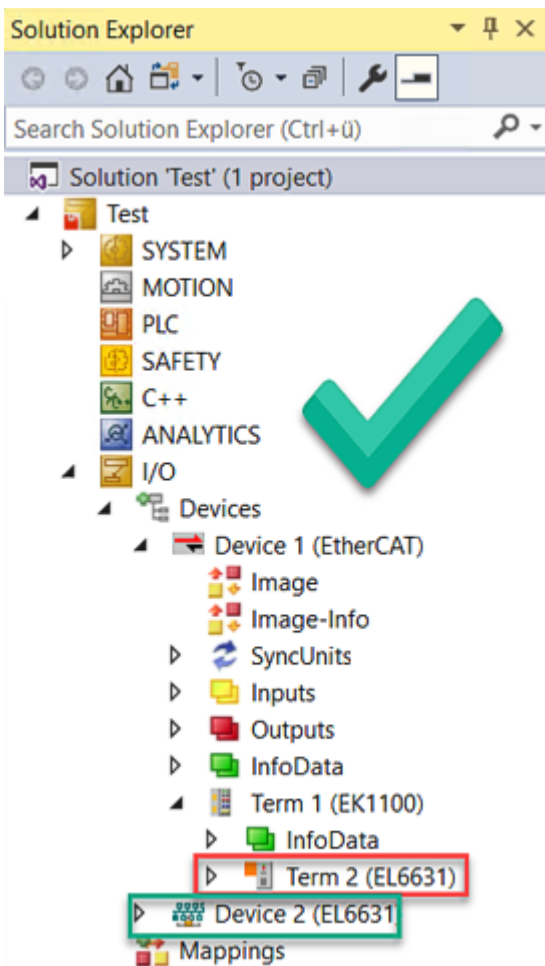 Solution Explorer
Search Solution Explorer (Ctrl+ü)
Solution 'Test' (1 project)
Test
SYSTEM
MOTION
PLC
SAFETY
C++
ANALYTICS
I/O
Devices
Device 1 (EtherCAT)
Image
Image-Info
SyncUnits
Inputs
Outputs
InfoData
Term 1 (EK1100)
InfoData
Term 2 (EL6631)
Device 2 (EL6631
Mappings